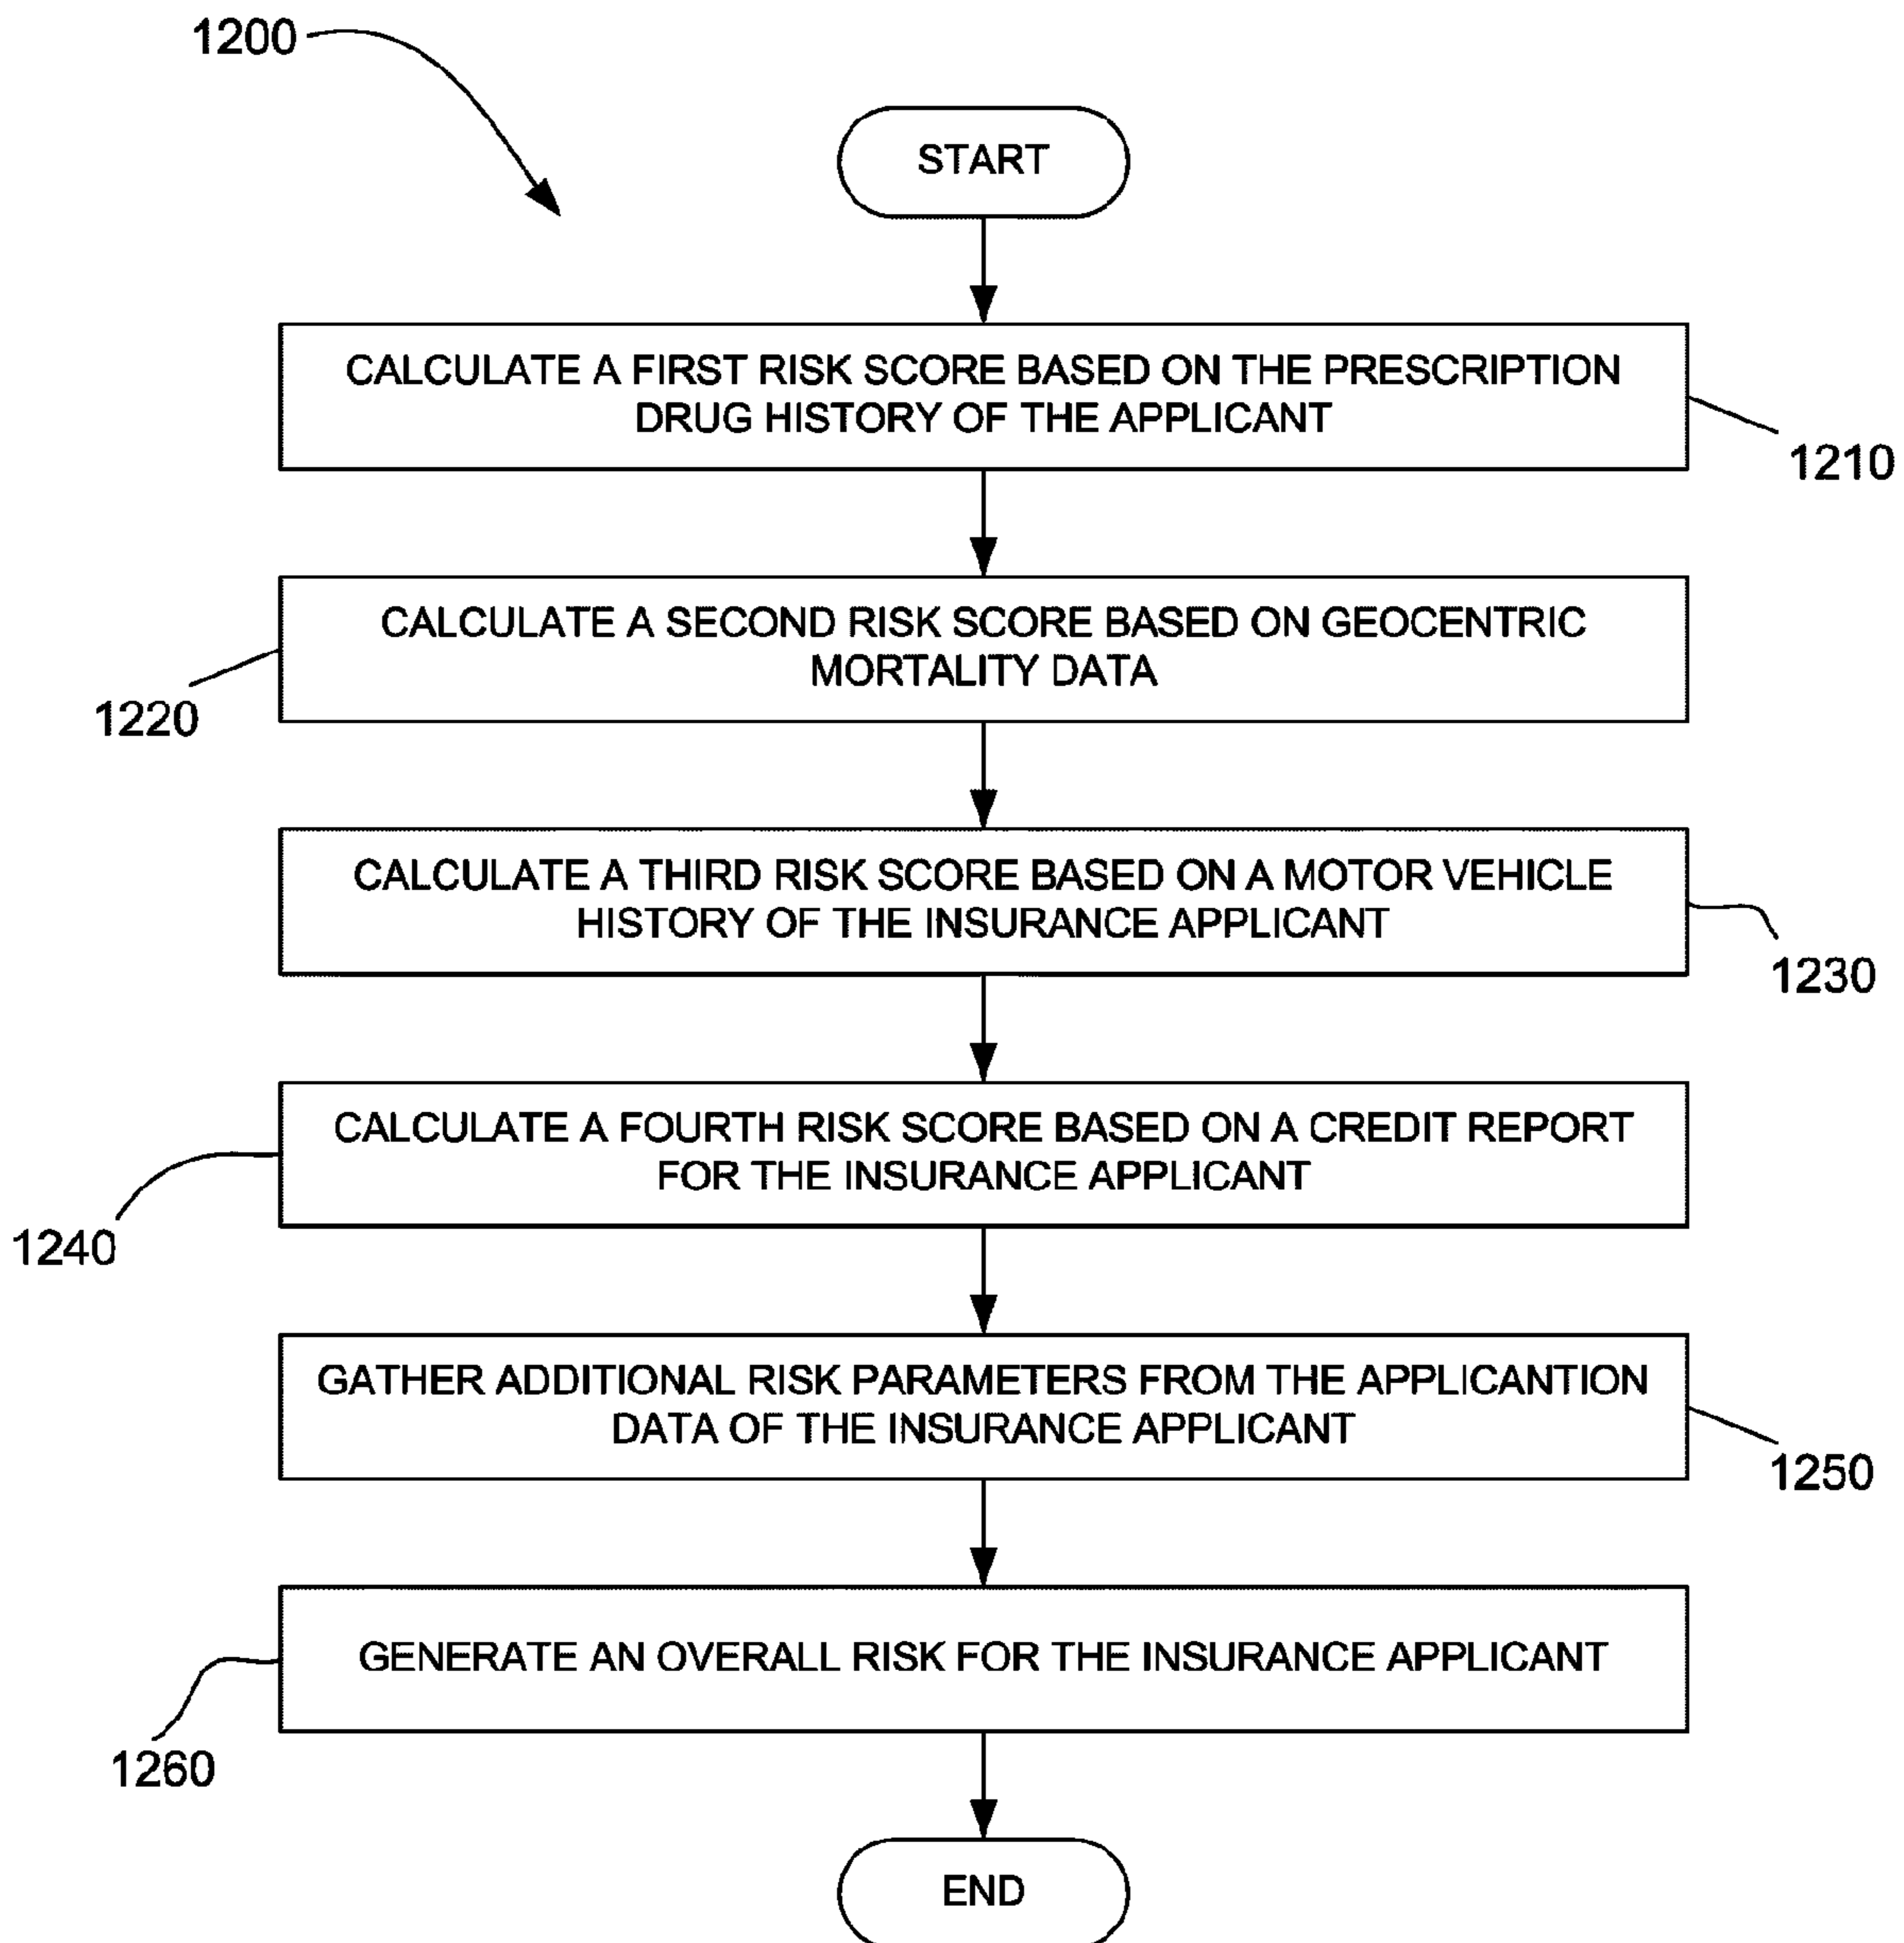 1200
START
CALCULATE A FIRST RISK SCORE BASED ON THE PRESCRIPTION
DRUG HISTORY OF THE APPLICANT
1210
CALCULATE A SECOND RISK SCORE BASED ON GEOCENTRIC
MORTALITY DATA
1220
CALCULATE A THIRD RISK SCORE BASED ON A MOTOR VEHICLE
HISTORY OF THE INSURANCE APPLICANT
1230
CALCULATE A FOURTH RISK SCORE BASED ON A CREDIT REPORT
FOR THE INSURANCE APPLICANT
1240
GATHER ADDITIONAL RISK PARAMETERS FROM THE APPLICANTION
DATA OF THE INSURANCE APPLICANT
1250
GENERATE AN OVERALL RISK FOR THE INSURANCE APPLICANT
1260
END